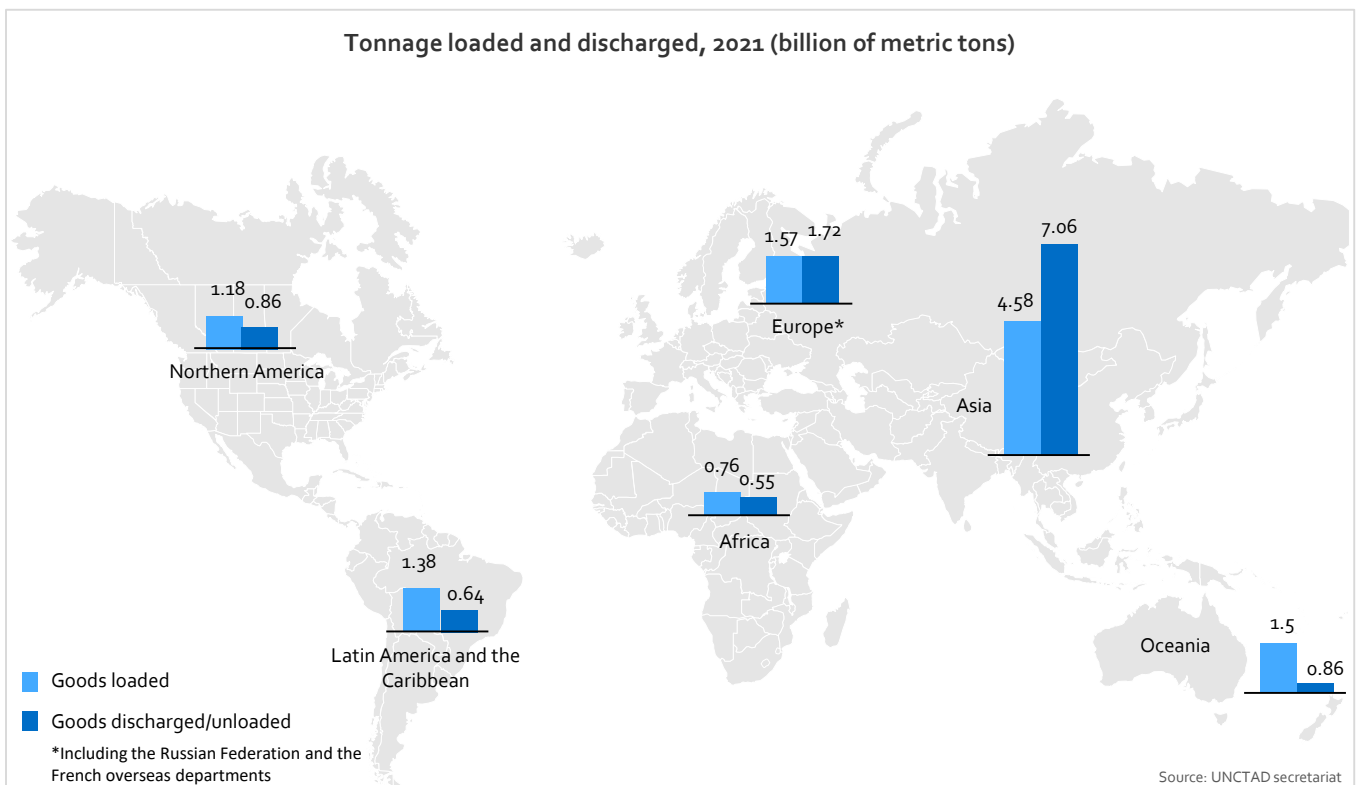 Tonnage loaded and discharged, 2021 (billion of metric tons)
1.18
0.86
Northern America
1.57
1.72
Europe*
4.58
7.06
Asia
0.76
0.55
Africa
1.38
0.64
Latin America and the
Caribbean
1.5
0.86
Oceania
Goods loaded
Goods discharged/unloaded
*Including the Russian Federation and the
French overseas departments
Source: UNCTAD secretariat